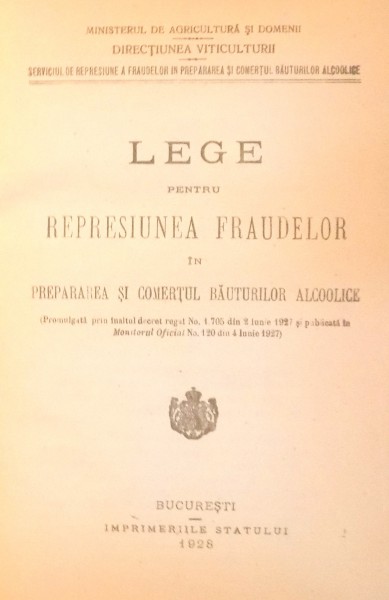 MINISTERUL DE AGRICULTURĂ ȘI DOMENII
DIRECȚIUNEA VITICULTURII
SERVICIUL DE REPRESIUNE A FRAUDELOR IN PREPARAREA ȘI COMERȚUL BĂUTURILOR ALCOOLICE
LEGE
PENTRU
REPRESIUNEA FRAUDELOR
ÎN
PREPARAREA ȘI COMERȚUL BĂUTURILOR ALCOOLICE
(Promulgată prin înaltul decret regal No. 1.705 din 2 Iunie 1927 și publicată în
Monitorul Oficial No. 120 din 4 Iunie 1927)
BUCUREȘTI
IMPRIMERIILE STATULUI
1928